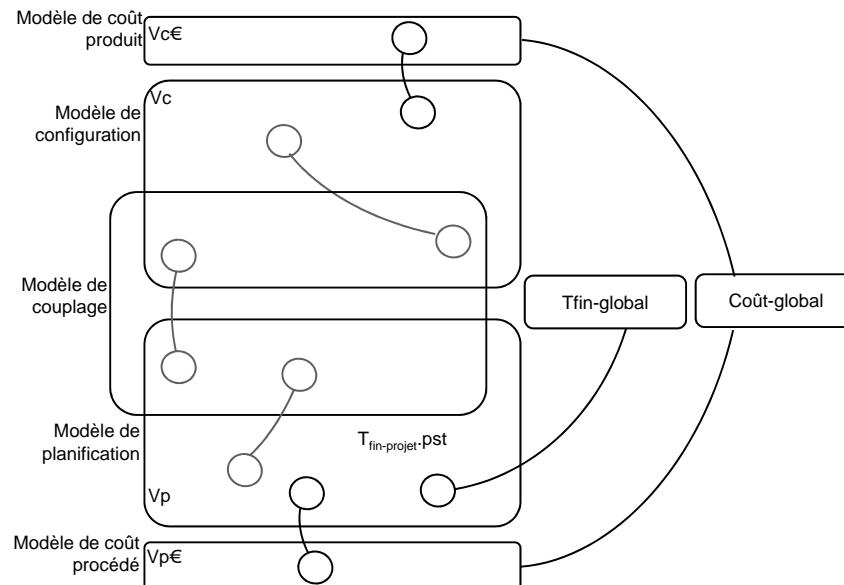 Modèle de coût
produit
Vc€
Vc
Modèle de
configuration
Modèle de
couplage
Tfin-global
Coût-global
Modèle de
planification
Tfin-projet.pst
Vp
Modèle de coût
procédé
Vp€